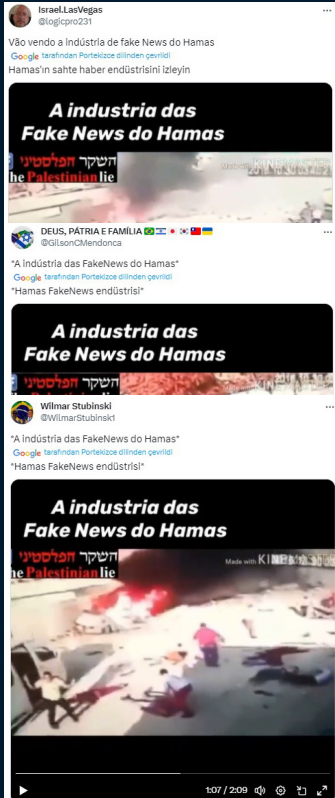 Israel.LasVegas
@logicpro231
Vão vendo a indústria de fake News do Hamas
Google tarafından Portekizce dilinden çevrildi
Hamas'ın sahte haber endüstrisini izleyin
A industria das
Fake News do Hamas
השקר הפלסטיני
he Palestinian lie
Made with KINEMASTER
DEUS, PÁTRIA E FAMÍLIA
@GilsonCMendonca
*A indústria das FakeNews do Hamas*
Google tarafından Portekizce dilinden çevrildi
*Hamas FakeNews endüstrisi*
A industria das
Fake News do Hamas
השקר הפלסטיני
Wilmar Stubinski
@WilmarStubinsk1
*A indústria das FakeNews do Hamas*
Google tarafından Portekizce dilinden çevrildi
*Hamas FakeNews endüstrisi*
A industria das
Fake News do Hamas
השקר הפלסטיני
he Palestinian lie
Made with
1:07 / 2:09